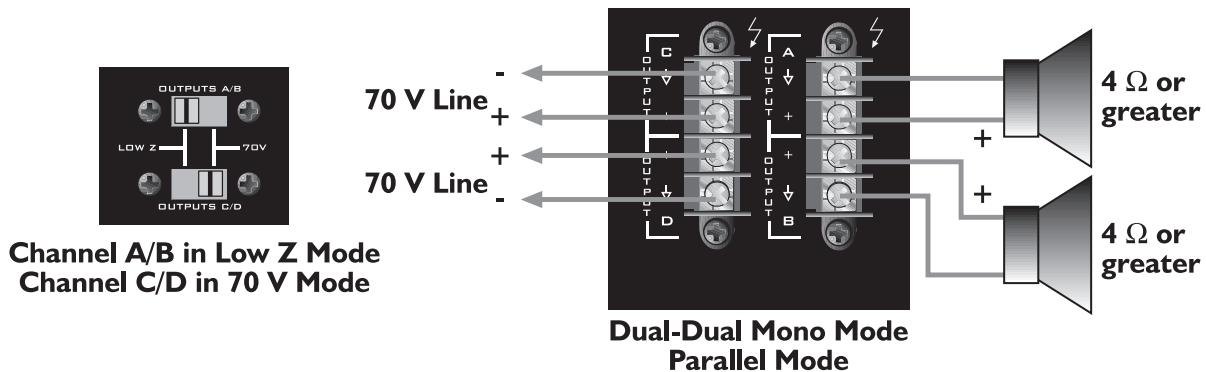 OUTPUTS A/B
LOW Z
70V
OUTPUTS C/D
Channel A/B in Low Z Mode
Channel C/D in 70 V Mode
-
70 V Line
+
+
70 V Line
-
C
OUTPUT
+
+
OUTPUT
D
A
OUTPUT
+
+
OUTPUT
B
4 Ω or
greater
+
+
4 Ω or
greater
Dual-Dual Mono Mode
Parallel Mode